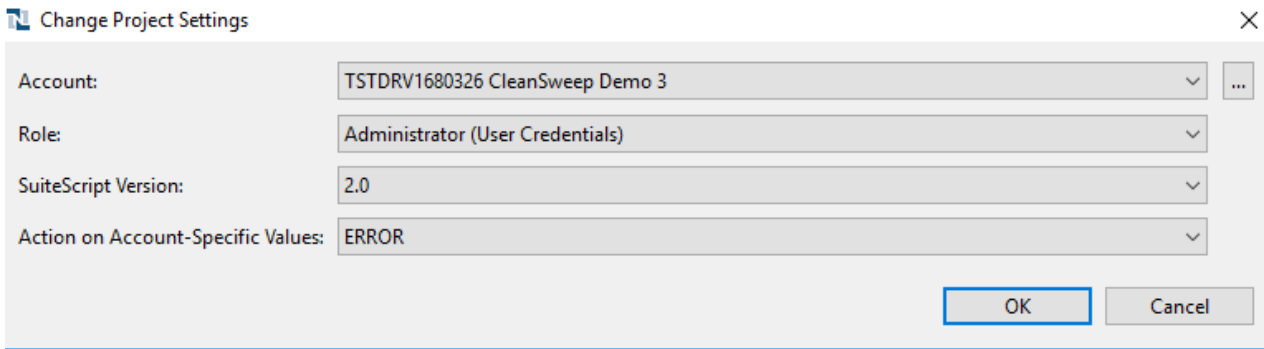 Change Project Settings
Account: TSTDRV1680326 CleanSweep Demo 3 ...
Role: Administrator (User Credentials)
SuiteScript Version: 2.0
Action on Account-Specific Values: ERROR
OK Cancel